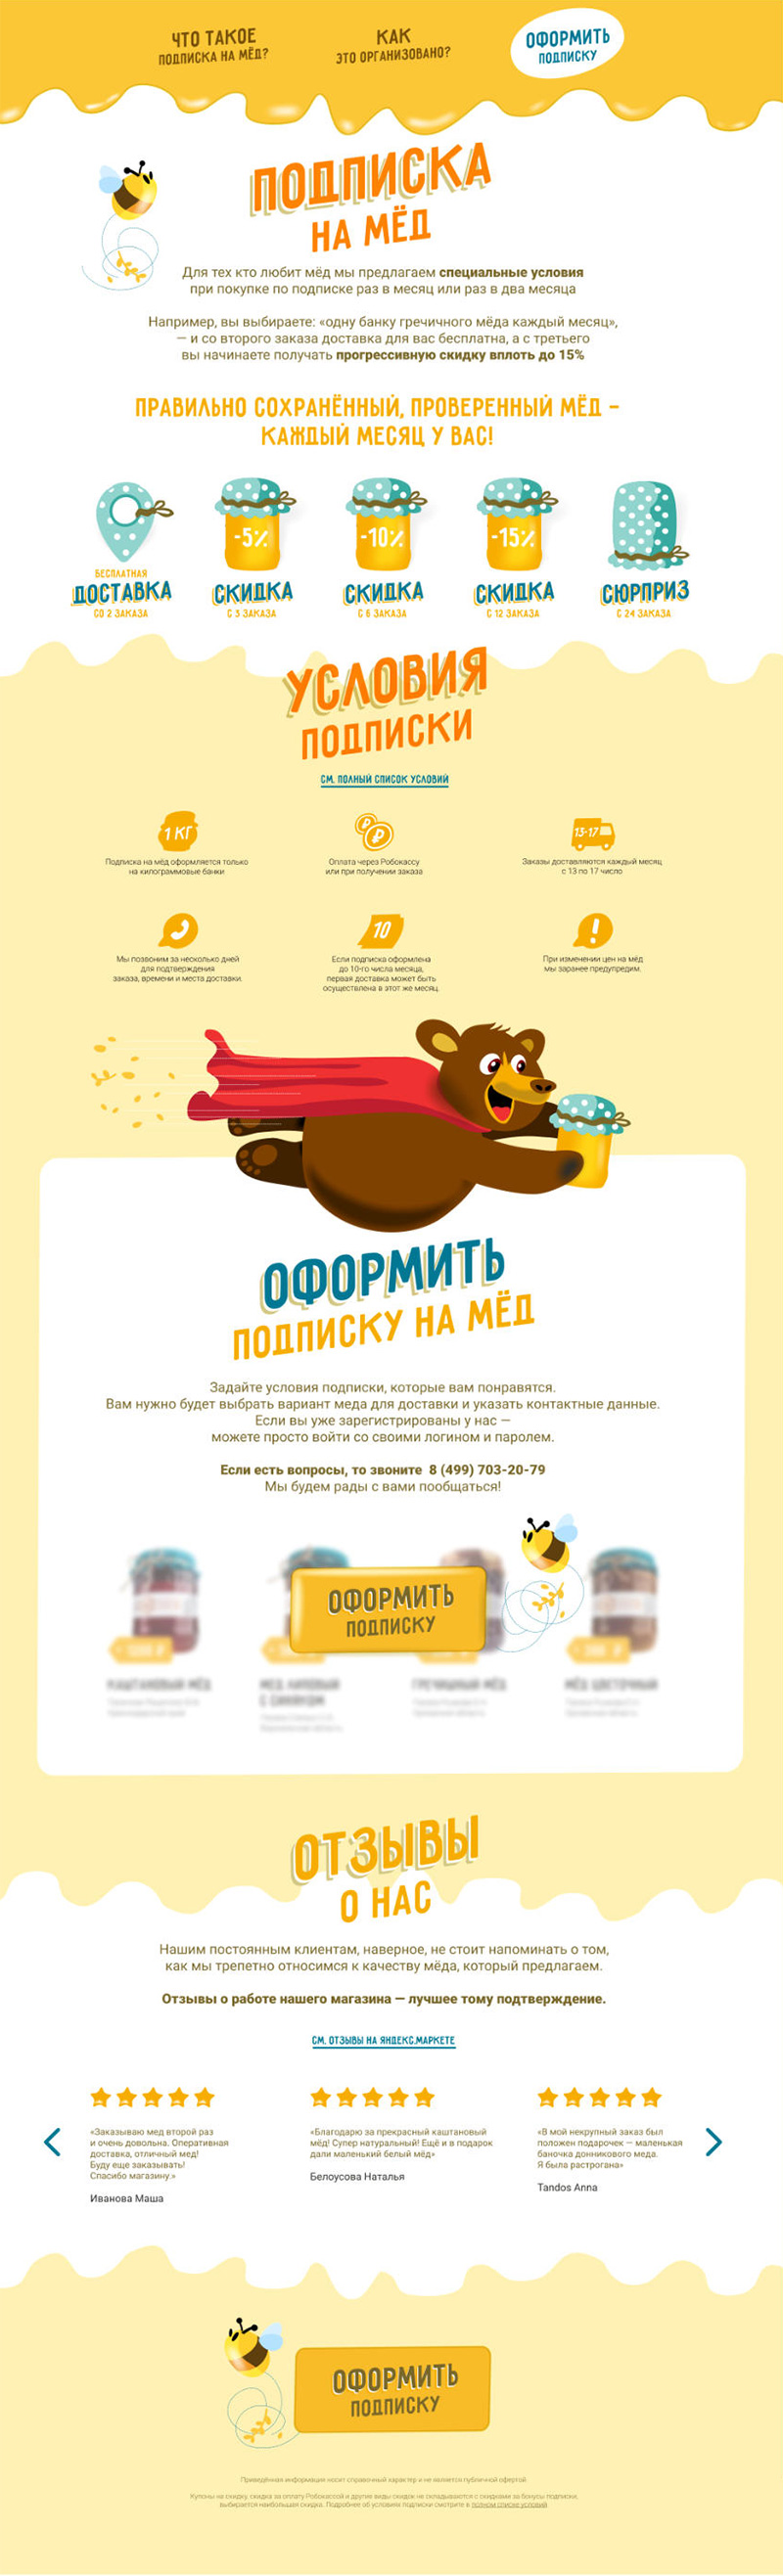 ЧТО ТАКОЕ
ПОДПИСКА НА МЁД?
КАК
ЭТО ОРГАНИЗОВАНО?
ОФОРМИТЬ
ПОДПИСКУ
ПОДПИСКА
НА МЁД
Для тех кто любит мёд мы предлагаем специальные условия
при покупке по подписке раз в месяц или раз в два месяца
Например, вы выбираете: «одну банку гречичного мёда каждый месяц»,
— и со второго заказа доставка для вас бесплатна, а с третьего
вы начинаете получать прогрессивную скидку вплоть до 15%
ПРАВИЛЬНО СОХРАНЁННЫЙ, ПРОВЕРЕННЫЙ МЁД –
КАЖДЫЙ МЕСЯЦ У ВАС!
БЕСПЛАТНАЯ
ДОСТАВКА
СО 2 ЗАКАЗА
-5%
СКИДКА
С 3 ЗАКАЗА
-10%
СКИДКА
С 6 ЗАКАЗА
-15%
СКИДКА
С 12 ЗАКАЗА
СЮРПРИЗ
С 24 ЗАКАЗА
УСЛОВИЯ
ПОДПИСКИ
СМ. ПОЛНЫЙ СПИСОК УСЛОВИЙ
1 КГ
Подписка на мёд оформляется только
на килограммовые банки
Оплата через Робокассу
или при получении заказа
13-17
Заказы доставляются каждый месяц
с 13 по 17 число
Мы позвоним за несколько дней
для подтверждения
заказа, времени и места доставки.
10
Если подписка оформлена
до 10-го числа месяца,
первая доставка может быть
осуществлена в этот же месяц.
При изменении цен на мёд
мы заранее предупредим.
ОФОРМИТЬ
ПОДПИСКУ НА МЁД
Задайте условия подписки, которые вам понравятся.
Вам нужно будет выбрать вариант меда для доставки и указать контактные данные.
Если вы уже зарегистрированы у нас —
можете просто войти со своими логином и паролем.
Если есть вопросы, то звоните 8 (499) 703-20-79
Мы будем рады с вами пообщаться!
ОФОРМИТЬ
ПОДПИСКУ
КАШТАНОВЫЙ МЁД
ГРЕЧИШНЫЙ МЁД
МЁД ЦВЕТОЧНЫЙ
ОТЗЫВЫ
О НАС
Нашим постоянным клиентам, наверное, не стоит напоминать о том,
как мы трепетно относимся к качеству мёда, который предлагаем.
Отзывы о работе нашего магазина — лучшее тому подтверждение.
СМ. ОТЗЫВЫ НА ЯНДЕКС.МАРКЕТЕ
«Заказываю мед второй раз
и очень довольна. Оперативная
доставка, отличный мед!
Буду еще заказывать!
Спасибо магазину.»
Иванова Маша
«Благодарю за прекрасный каштановый
мёд! Супер натуральный! Ещё и в подарок
дали маленький белый мёд»
Белоусова Наталья
«В мой некрупный заказ был
положен подарочек — маленькая
баночка донникового меда.
Я была растрогана»
Tandos Anna
ОФОРМИТЬ
ПОДПИСКУ
Приведённая информация носит справочный характер и не является публичной офертой
Купоны на скидку, скидка за оплату Робокассой и другие виды скидок не складываются с скидками за бонусы подписки,
выбирается наибольшая скидка. Подробнее об условиях подписки смотрите в полном списке условий.